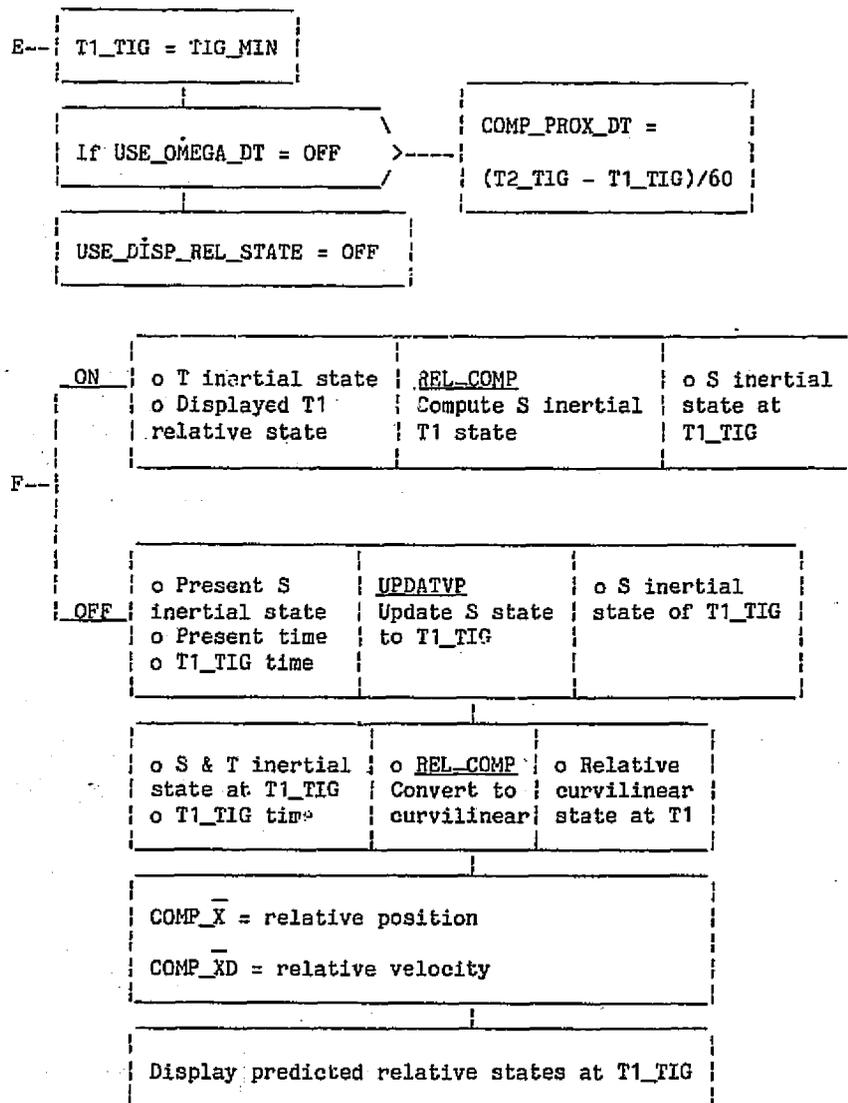 E-- T1_TIG = TIG_MIN
If USE_OMEGA_DT = OFF
COMP_PROX_DT =
(T2_TIG - T1_TIG)/60
USE_DISP_REL_STATE = OFF
F--
ON
o T inertial state
o Displayed T1
relative state
REL_COMP
Compute S inertial
T1 state
o S inertial
state at
T1_TIG
OFF
o Present S
inertial state
o Present time
o T1_TIG time
UPDATVP
Update S state
to T1_TIG
o S inertial
state of T1_TIG
o S & T inertial
state at T1_TIG
o T1_TIG time
o REL_COMP
Convert to
curvilinear
o Relative
curvilinear
state at T1
COMP_X̅ = relative position
COMP_X̅D = relative velocity
Display predicted relative states at T1_TIG